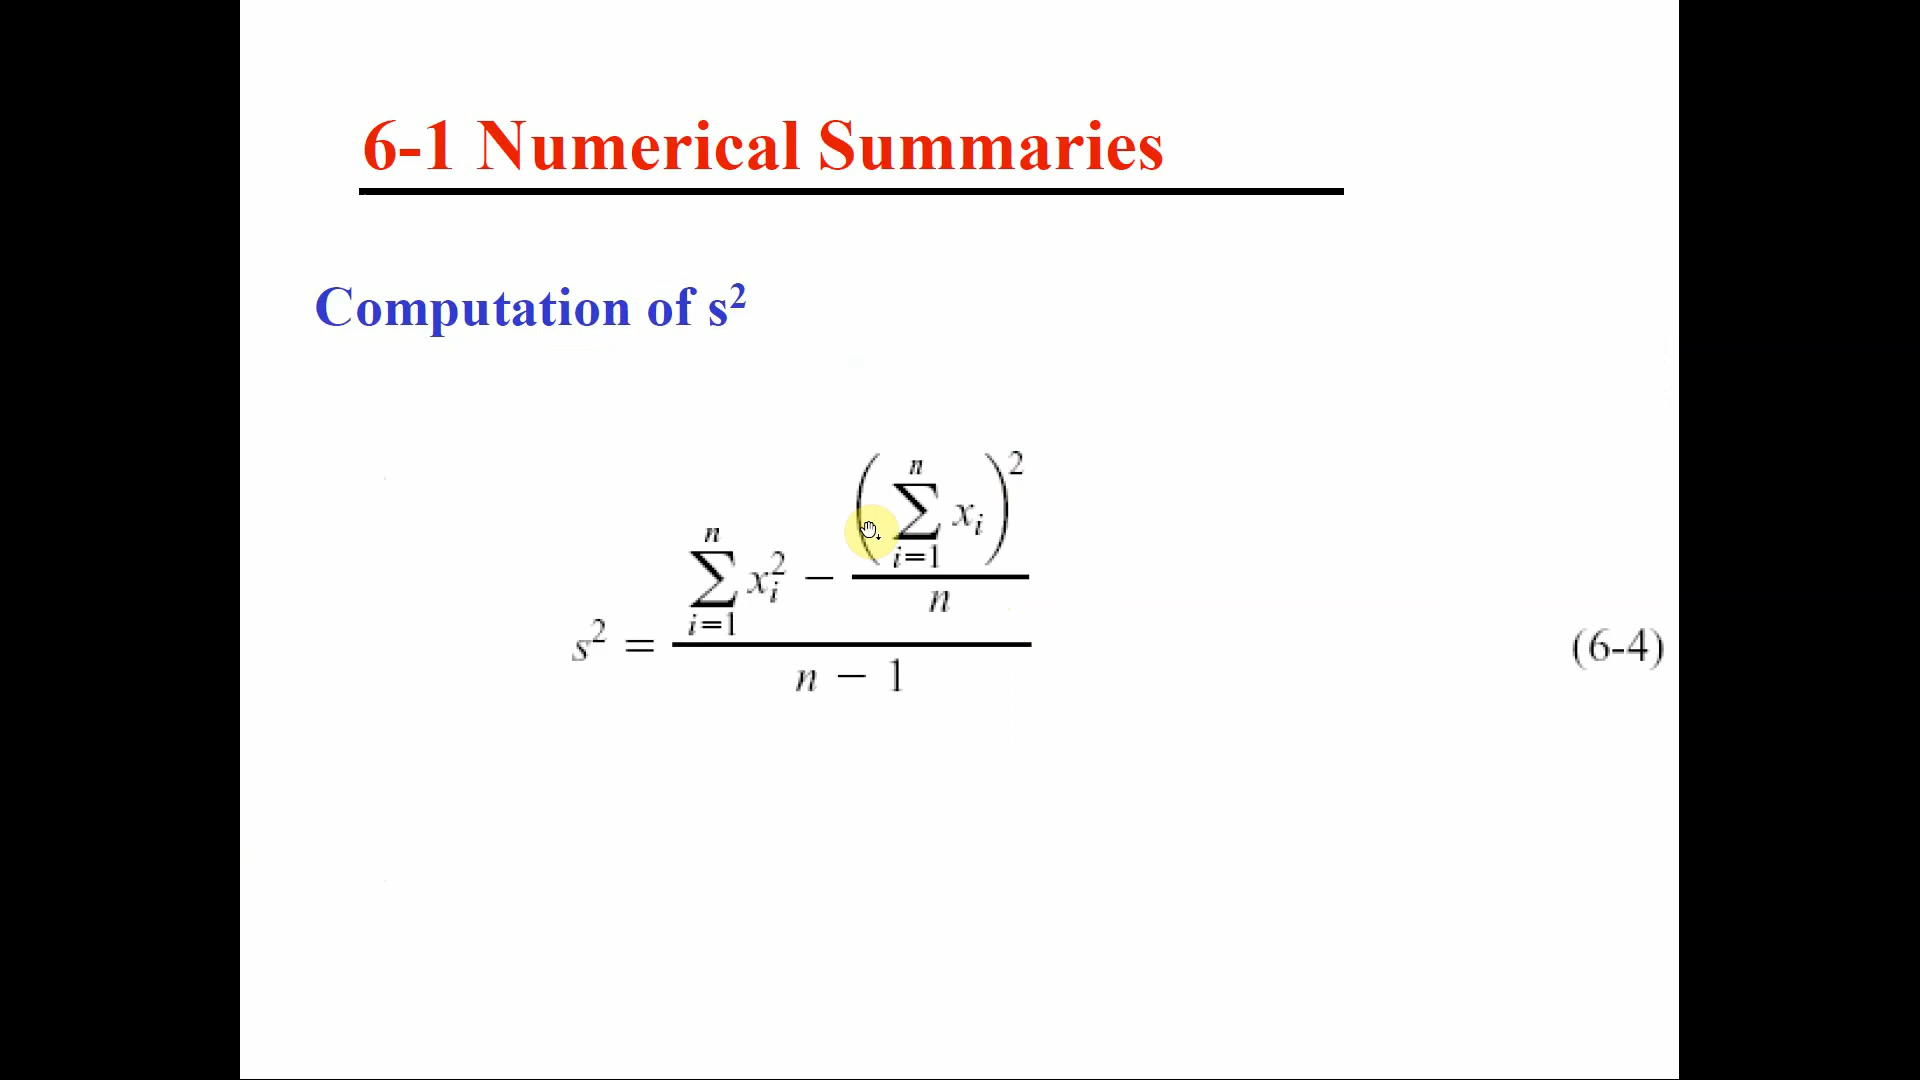 6-1 Numerical Summaries
Computation of s²
s² = (∑_{i=1}^{n} x_i² − (∑_{i=1}^{n} x_i)² / n) / (n − 1) (6-4)